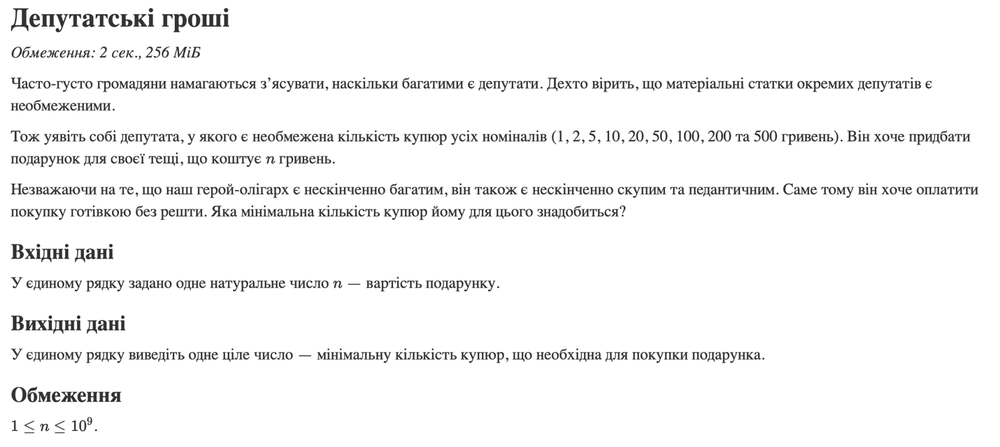 Депутатські гроші
Обмеження: 2 сек., 256 МіБ
Часто-густо громадяни намагаються з’ясувати, наскільки багатими є депутати. Дехто вірить, що матеріальні статки окремих депутатів є
необмеженими.
Тож уявіть собі депутата, у якого є необмежена кількість купюр усіх номіналів (1, 2, 5, 10, 20, 50, 100, 200 та 500 гривень). Він хоче придбати
подарунок для своєї тещі, що коштує n гривень.
Незважаючи на те, що наш герой-олігарх є нескінченно багатим, він також є нескінченно скупим та педантичним. Саме тому він хоче оплатити
покупку готівкою без решти. Яка мінімальна кількість купюр йому для цього знадобиться?
Вхідні дані
У єдиному рядку задано одне натуральне число n — вартість подарунку.
Вихідні дані
У єдиному рядку виведіть одне ціле число — мінімальну кількість купюр, що необхідна для покупки подарунка.
Обмеження
1 ≤ n ≤ 10⁹.